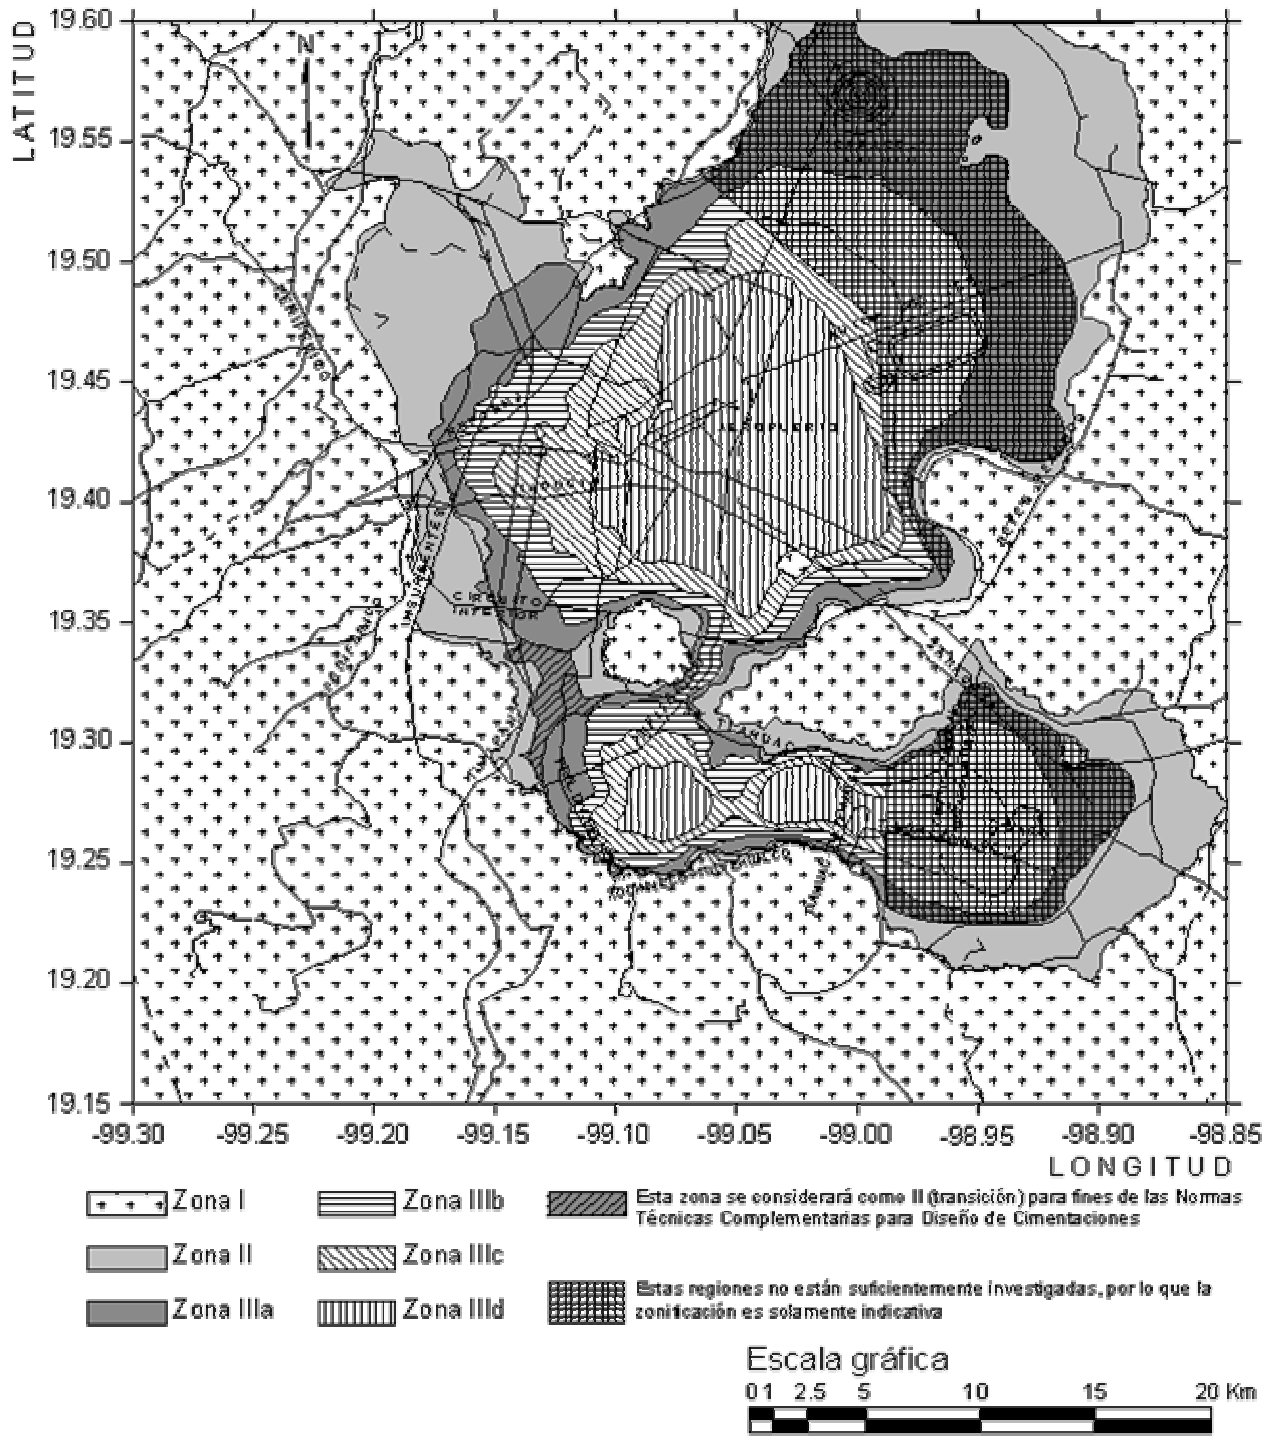 LATITUD
19.60
N
19.55
19.50
19.45
19.40
19.35
19.30
19.25
19.20
19.15
PERIFERICO
AEROPUERTO
INSURGENTES
CIRCUITO
INTERIOR
TLAHUAC
TLAHUAC
-99.30
-99.25
-99.20
-99.15
-99.10
-99.05
-99.00
-98.95
-98.90
-98.85
LONGITUD
Zona I
Zona II
Zona IIIa
Zona IIIb
Zona IIIc
Zona IIId
Esta zona se considerará como II (transición) para fines de las Normas
Técnicas Complementarias para Diseño de Cimentaciones
Estas regiones no están suficientemente investigadas, por lo que la
zonificación es solamente indicativa
Escala gráfica
0 1 2.5 5 10 15 20 Km